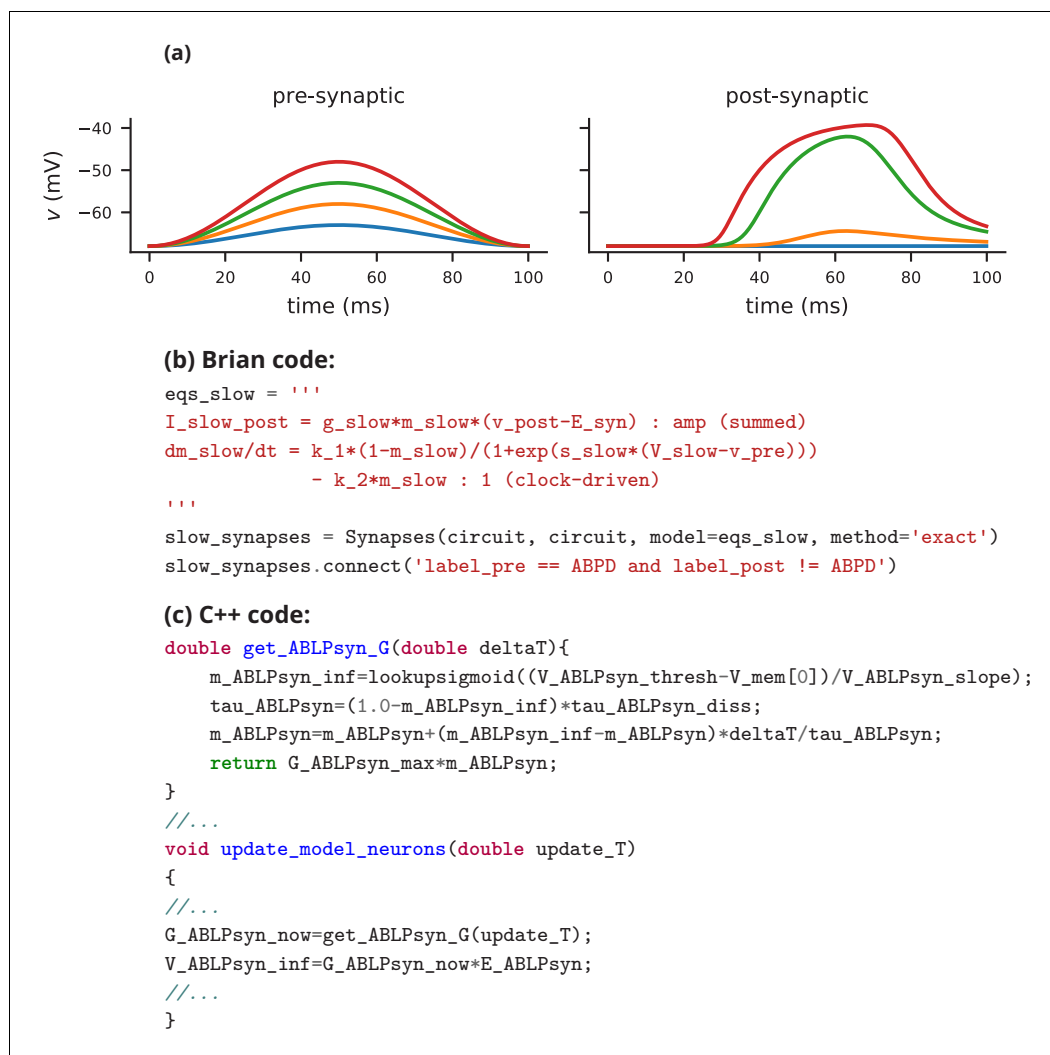 (a)
pre-synaptic
post-synaptic
−40
−50
−60
v (mV)
0 20 40 60 80 100
0 20 40 60 80 100
time (ms)
time (ms)
(b) Brian code:
eqs_slow = '''
I_slow_post = g_slow*m_slow*(v_post-E_syn) : amp (summed)
dm_slow/dt = k_1*(1-m_slow)/(1+exp(s_slow*(V_slow-v_pre)))
             - k_2*m_slow : 1 (clock-driven)
'''
slow_synapses = Synapses(circuit, circuit, model=eqs_slow, method='exact')
slow_synapses.connect('label_pre == ABPD and label_post != ABPD')
(c) C++ code:
double get_ABLPsyn_G(double deltaT){
    m_ABLPsyn_inf=lookupsigmoid((V_ABLPsyn_thresh-V_mem[0])/V_ABLPsyn_slope);
    tau_ABLPsyn=(1.0-m_ABLPsyn_inf)*tau_ABLPsyn_diss;
    m_ABLPsyn=m_ABLPsyn+(m_ABLPsyn_inf-m_ABLPsyn)*deltaT/tau_ABLPsyn;
    return G_ABLPsyn_max*m_ABLPsyn;
}
//...
void update_model_neurons(double update_T)
{
//...
G_ABLPsyn_now=get_ABLPsyn_G(update_T);
V_ABLPsyn_inf=G_ABLPsyn_now*E_ABLPsyn;
//...
}